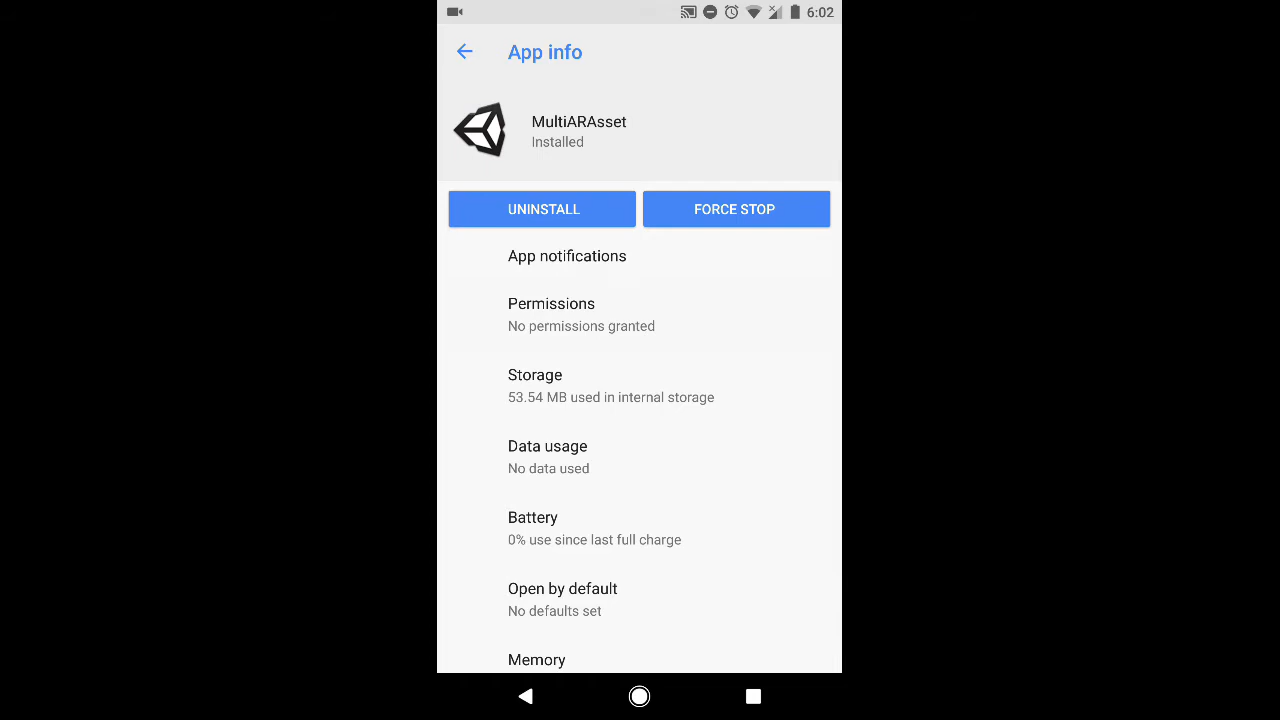 6:02
App info
MultiARAsset
Installed
UNINSTALL
FORCE STOP
App notifications
Permissions
No permissions granted
Storage
53.54 MB used in internal storage
Data usage
No data used
Battery
0% use since last full charge
Open by default
No defaults set
Memory